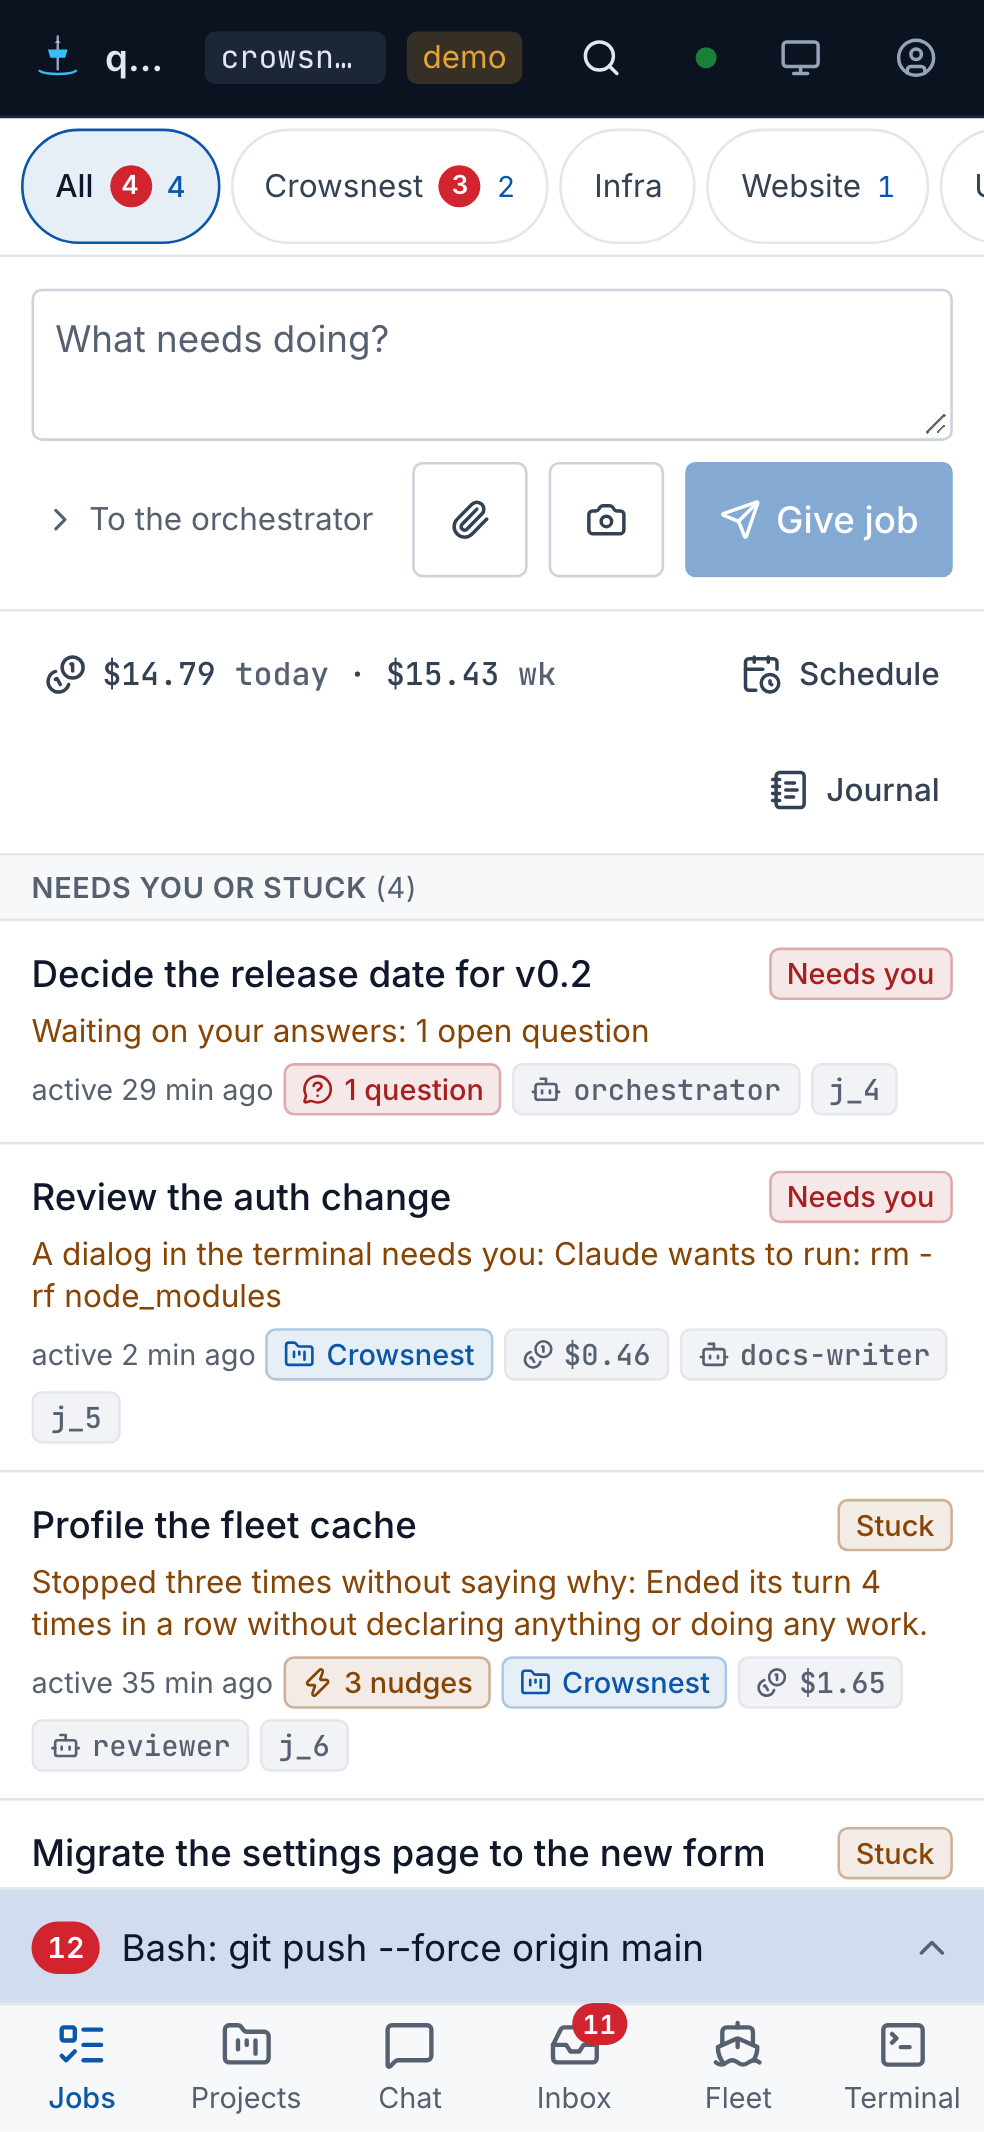 q...
crowsn...
demo
All 4 4
Crowsnest 3 2
Infra
Website 1
What needs doing?
To the orchestrator
Give job
$14.79 today · $15.43 wk
Schedule
Journal
NEEDS YOU OR STUCK (4)
Decide the release date for v0.2
Needs you
Waiting on your answers: 1 open question
active 29 min ago 1 question orchestrator j_4
Review the auth change
Needs you
A dialog in the terminal needs you: Claude wants to run: rm -
rf node_modules
active 2 min ago Crowsnest $0.46 docs-writer
j_5
Profile the fleet cache
Stuck
Stopped three times without saying why: Ended its turn 4
times in a row without declaring anything or doing any work.
active 35 min ago 3 nudges Crowsnest $1.65
reviewer j_6
Migrate the settings page to the new form
Stuck
12 Bash: git push --force origin main
11
Jobs
Projects
Chat
Inbox
Fleet
Terminal